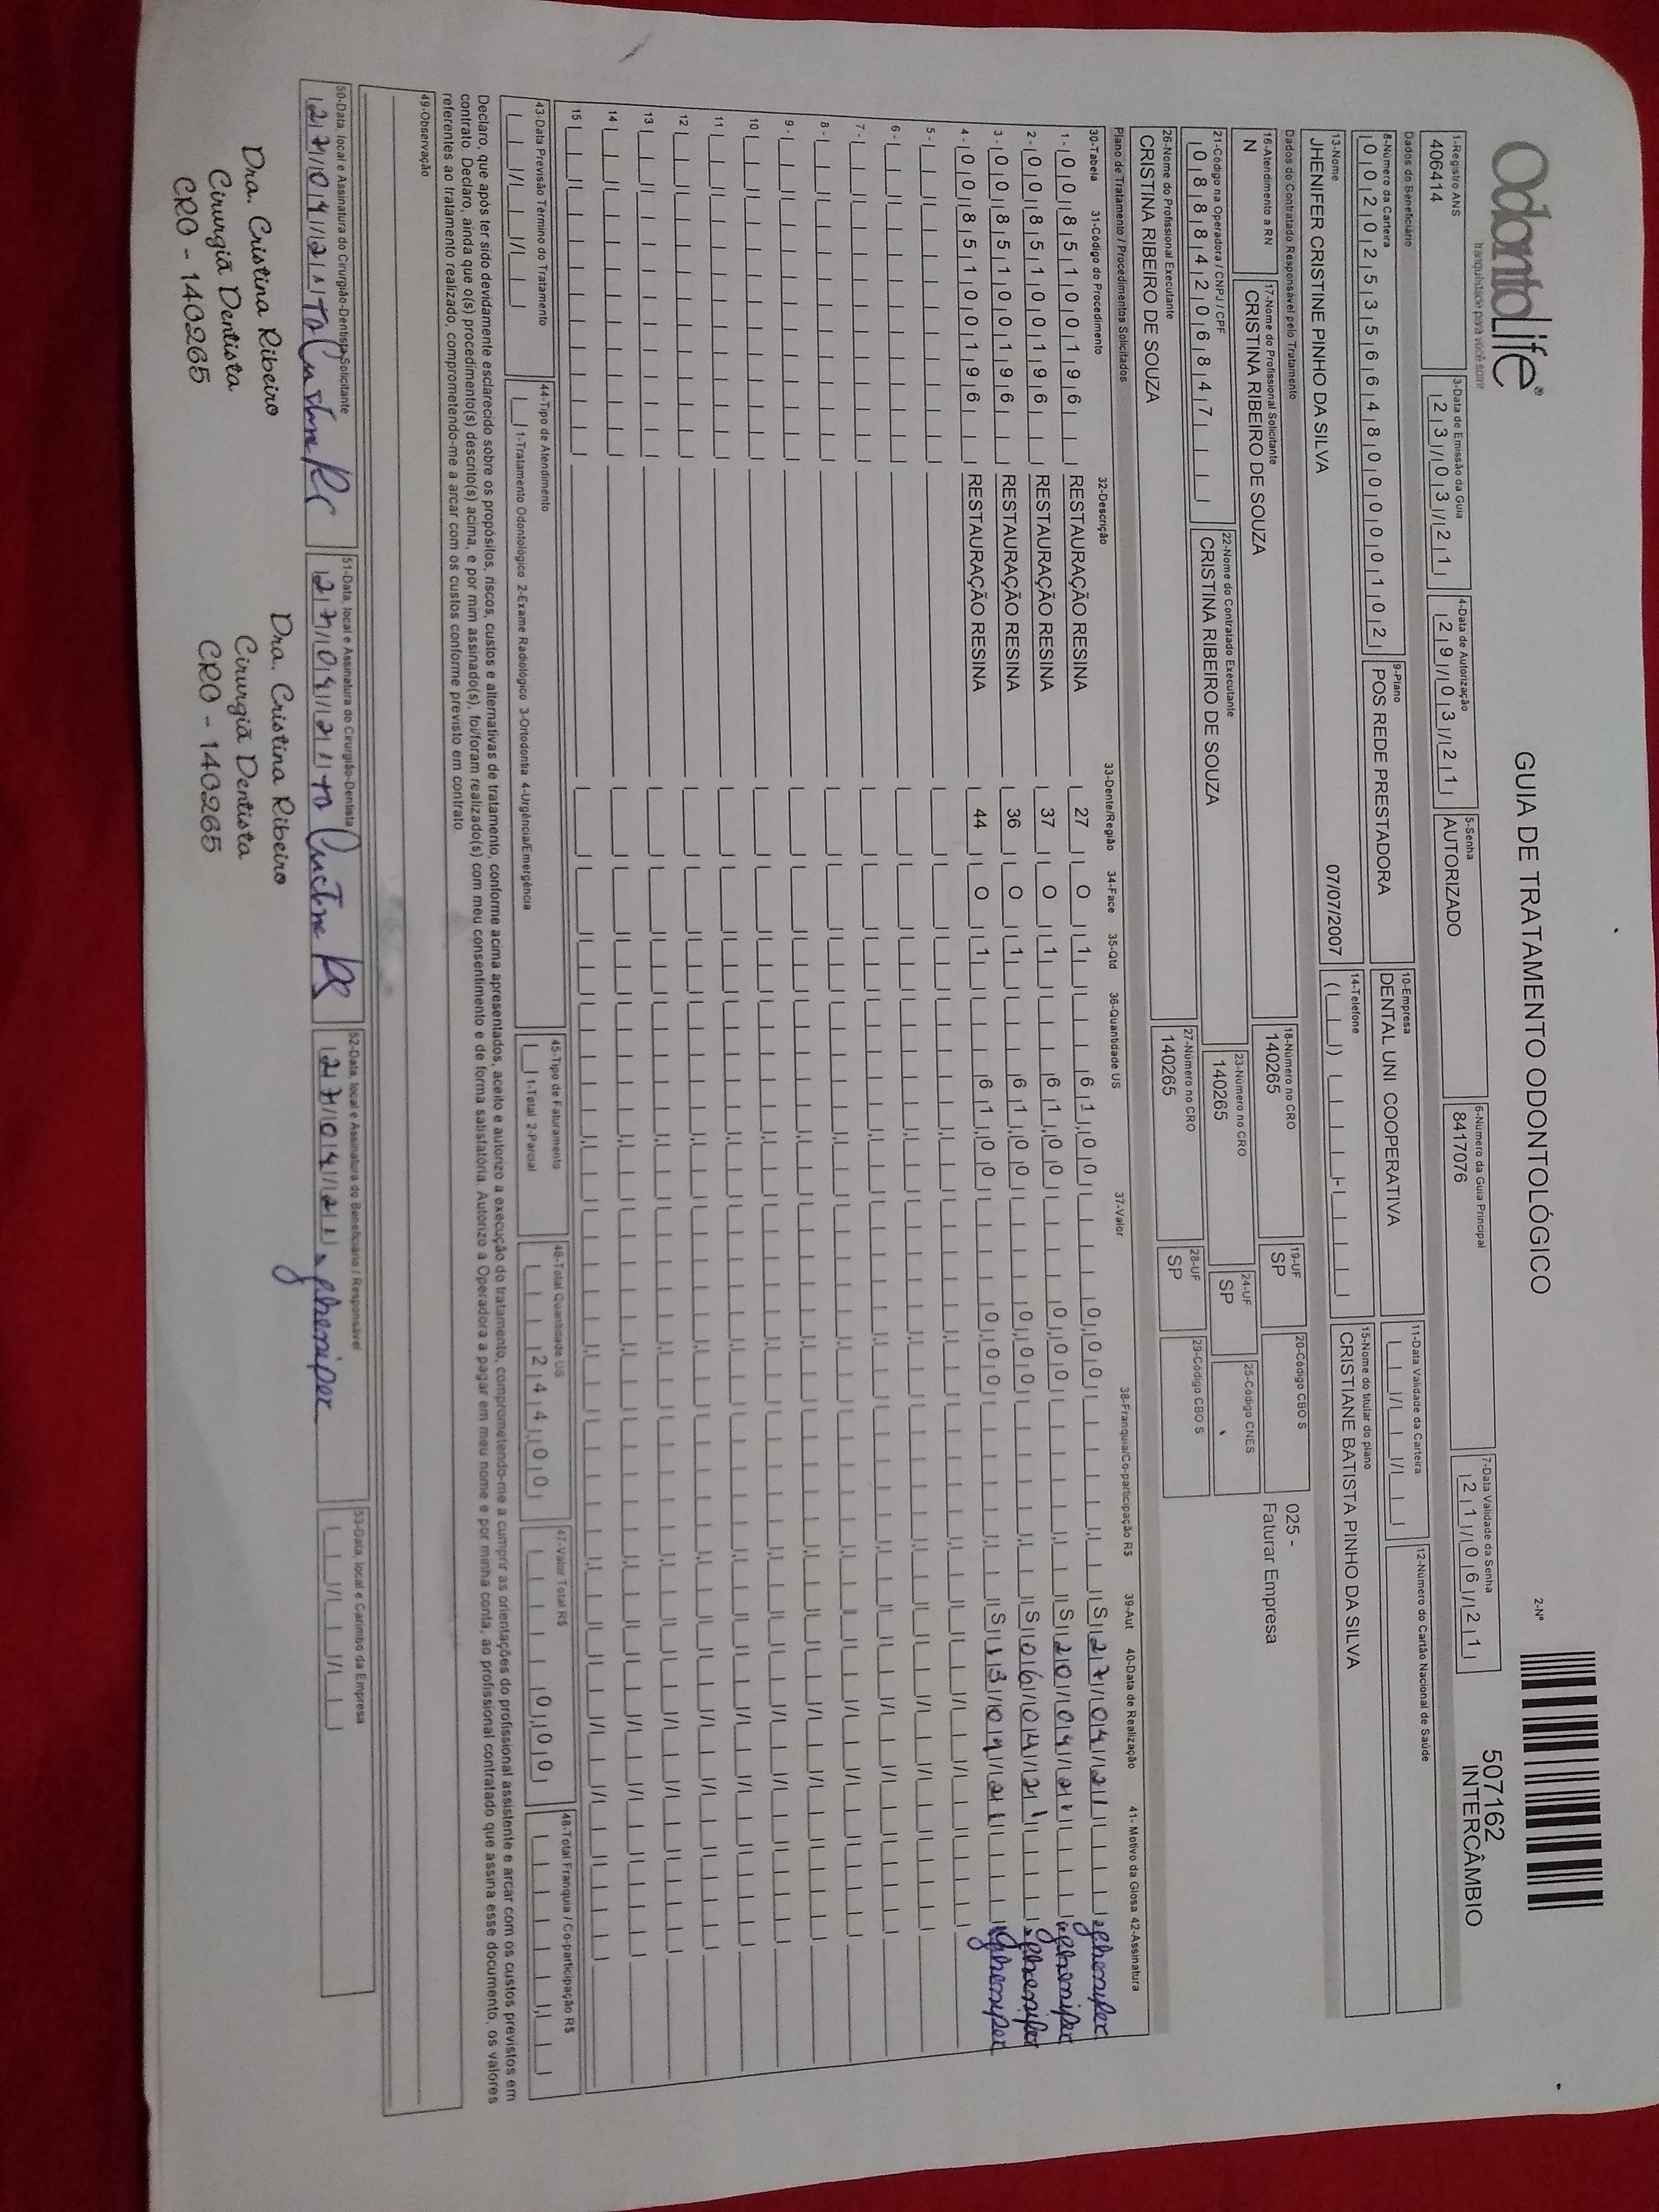 OdontoLife®
tranquilidade para você sorrir
GUIA DE TRATAMENTO ODONTOLÓGICO
2-Nº
507162
INTERCÂMBIO
1-Registro ANS
406414
3-Data de Emissão da Guia
23/03/21
4-Data de Autorização
29/03/21
5-Senha
AUTORIZADO
6-Número da Guia Principal
8417076
7-Data Validade da Senha
21/06/21
Dados do Beneficiário
8-Número da Carteira
00202535664800000102
9-Plano
POS REDE PRESTADORA
10-Empresa
DENTAL UNI COOPERATIVA
11-Data Validade da Carteira
12-Número do Cartão Nacional de Saúde
13-Nome
JHENIFER CRISTINE PINHO DA SILVA
07/07/2007
14-Telefone
15-Nome do titular do plano
CRISTIANE BATISTA PINHO DA SILVA
Dados do Contratado Responsável pelo Tratamento
16-Atendimento a RN
N
17-Nome do Profissional Solicitante
CRISTINA RIBEIRO DE SOUZA
18-Número no CRO
140265
19-UF
SP
20-Código CBO S
025 -
Faturar Empresa
21-Código na Operadora / CNPJ / CPF
08884206847
22-Nome do Contratado Executante
CRISTINA RIBEIRO DE SOUZA
23-Número no CRO
140265
24-UF
SP
25-Código CNES
26-Nome do Profissional Executante
CRISTINA RIBEIRO DE SOUZA
27-Número no CRO
140265
28-UF
SP
29-Código CBO S
Plano de Tratamento / Procedimentos Solicitados
30-Tabela 31-Código do Procedimento 32-Descrição 33-Dente/Região 34-Face 35-Qtd 36-Quantidade US 37-Valor 38-Franquia/Co-participação R$ 39-Aut 40-Data de Realização 41- Motivo da Glosa 42-Assinatura
1- 00 85100196 RESTAURAÇÃO RESINA 27 O 1 61,00 0,00 S 27/04/21 Jhenifer
2- 00 85100196 RESTAURAÇÃO RESINA 37 O 1 61,00 0,00 S 20/04/21 Jhenifer
3- 00 85100196 RESTAURAÇÃO RESINA 36 O 1 61,00 0,00 S 06/04/21 Jhenifer
4- 00 85100196 RESTAURAÇÃO RESINA 44 O 1 61,00 0,00 S 13/04/21 Jhenifer
5-
6-
7-
8-
9-
10
11
12
13
14
15
43-Data Previsão Término do Tratamento
44-Tipo de Atendimento
1-Tratamento Odontológico 2-Exame Radiológico 3-Ortodontia 4-Urgência/Emergência
45-Tipo de Faturamento
1-Total 2-Parcial
46-Total Quantidade US
244,00
47-Valor Total R$
0,00
48-Total Franquia / Co-participação R$
Declaro, que após ter sido devidamente esclarecido sobre os propósitos, riscos, custos e alternativas de tratamento, conforme acima apresentados, aceito e autorizo a execução do tratamento, comprometendo-me a cumprir as orientações do profissional assistente e arcar com os custos previstos em
contrato. Declaro, ainda que o(s) procedimento(s) descrito(s) acima, e por mim assinado(s), foi/foram realizado(s) com meu consentimento e de forma satisfatória. Autorizo a Operadora a pagar em meu nome e por minha conta, ao profissional contratado que assina esse documento, os valores
referentes ao tratamento realizado, comprometendo-me a arcar com os custos conforme previsto em contrato
49-Observação
50-Data, local e Assinatura do Cirurgião-Dentista Solicitante
27/04/21
51-Data, local e Assinatura do Cirurgião-Dentista
27/04/21
52-Data, local e Assinatura do Beneficiário / Responsável
27/04/21 Jhenifer
53-Data, local e Carimbo da Empresa
Dra. Cristina Ribeiro
Cirurgiã Dentista
CRO - 140265
Dra. Cristina Ribeiro
Cirurgiã Dentista
CRO - 140265